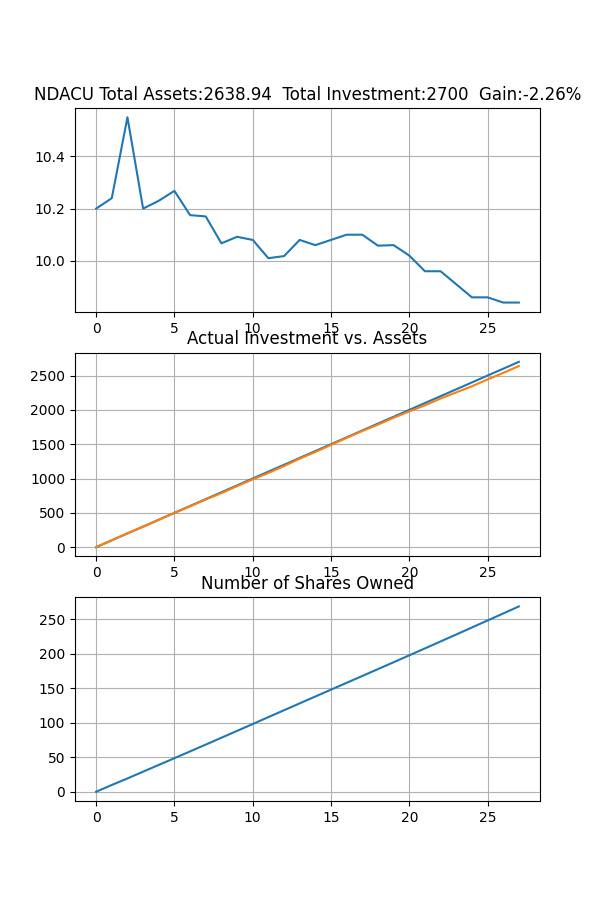 NDACU Total Assets:2638.94  Total Investment:2700  Gain:-2.26%
10.4
10.2
10.0
0 5 10 15 20 25
Actual Investment vs. Assets
2500
2000
1500
1000
500
0
0 5 10 15 20 25
Number of Shares Owned
250
200
150
100
50
0
0 5 10 15 20 25